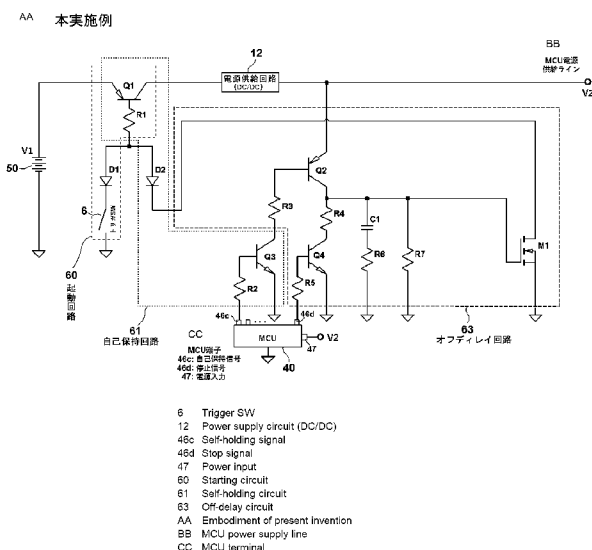 AA 本実施例
BB
MCU電源
供給ライン
V2
12
電源供給回路
(DC/DC)
Q1
R1
V1
50
D1
D2
6
トリガSW
60
起動回路
61
自己保持回路
Q2
R3
R4
C1
R6
R7
M1
Q3
Q4
R2
R5
46c
46d
CC
MCU端子
46c: 自己保持信号
46d: 停止信号
47: 電源入力
MCU
V2
47
40
63
オフディレイ回路
6 Trigger SW
12 Power supply circuit (DC/DC)
46c Self-holding signal
46d Stop signal
47 Power input
60 Starting circuit
61 Self-holding circuit
63 Off-delay circuit
AA Embodiment of present invention
BB MCU power supply line
CC MCU terminal